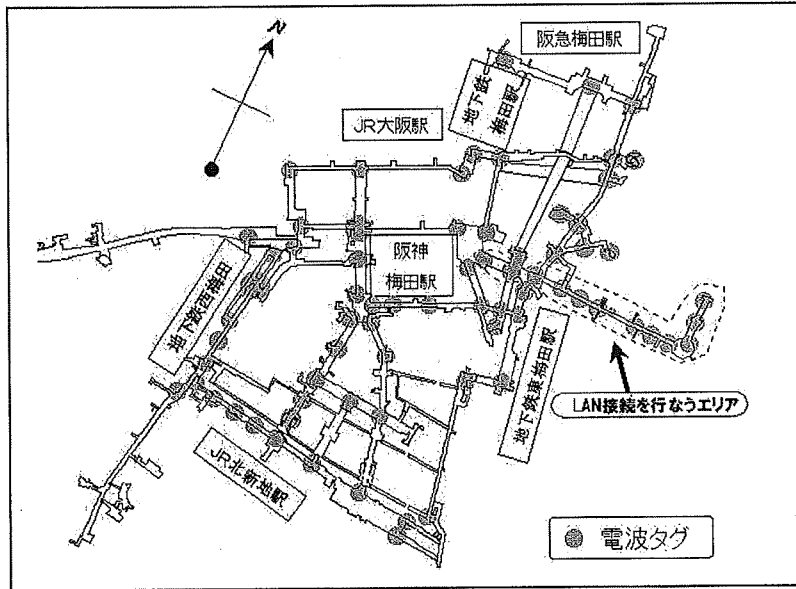 N
阪急梅田駅
地下鉄
梅田駅
JR大阪駅
阪神
梅田駅
地下鉄西梅田
地下鉄東梅田駅
LAN接続を行なうエリア
JR北新地駅
電波タグ